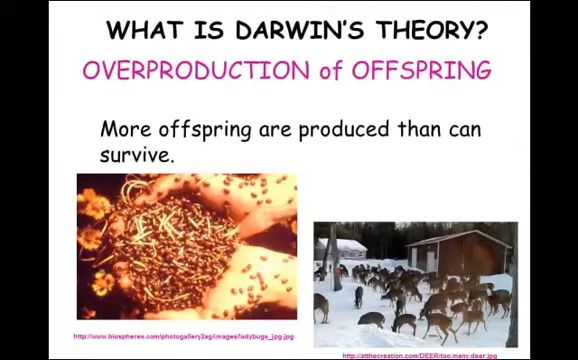 WHAT IS DARWIN'S THEORY?
OVERPRODUCTION of OFFSPRING
More offspring are produced than can
survive.
http://www.biospheres.com/photogallery2ag/images/ladybugs_jpg.jpg
http://atthecreation.com/DEER/too.many.deer.jpg